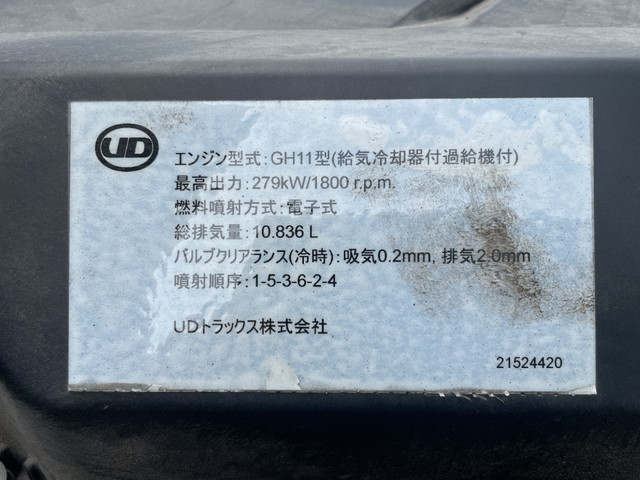 UD
エンジン型式:GH11型(給気冷却器付過給機付)
最高出力:279kW/1800 r.p.m.
燃料噴射方式:電子式
総排気量:10.836 L
バルブクリアランス(冷時):吸気0.2mm, 排気2.0mm
噴射順序:1-5-3-6-2-4
UDトラックス株式会社
21524420